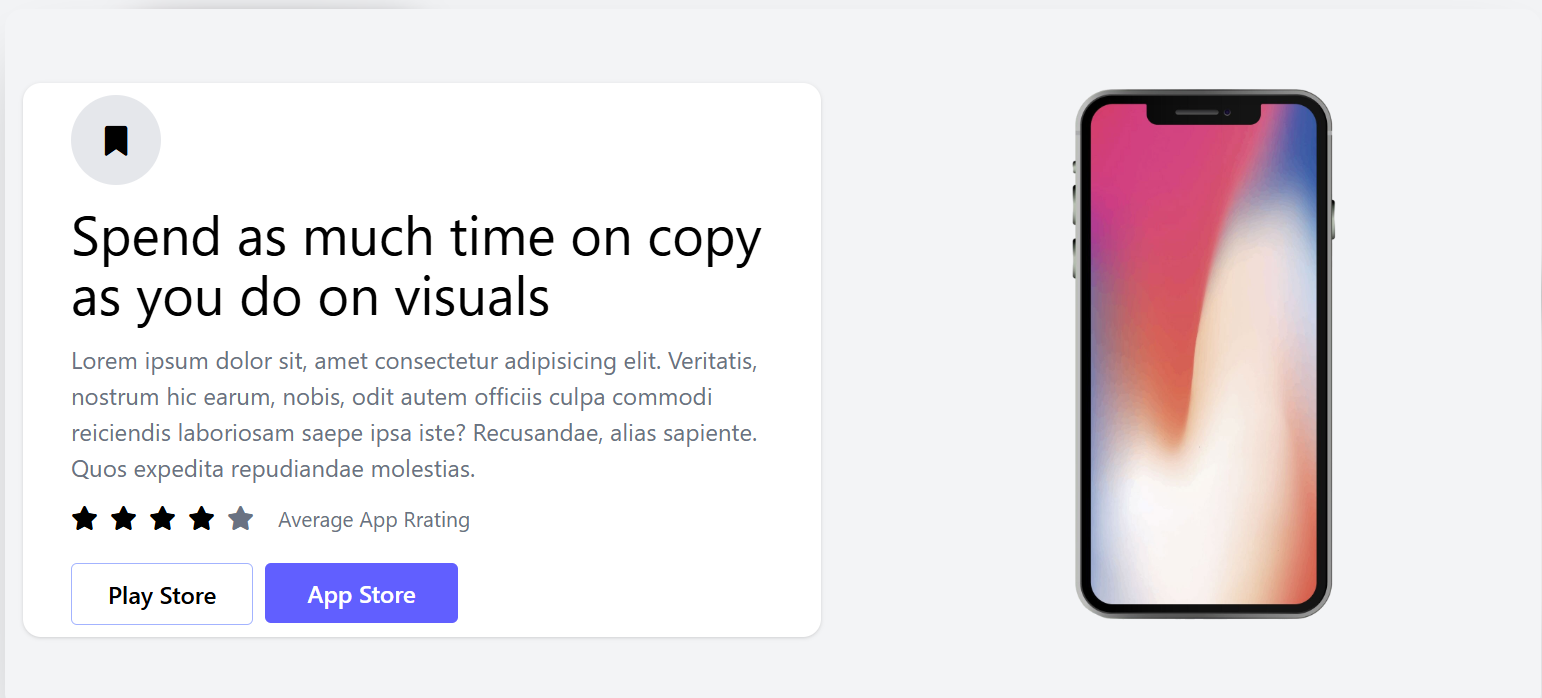 Spend as much time on copy
as you do on visuals
Lorem ipsum dolor sit, amet consectetur adipisicing elit. Veritatis,
nostrum hic earum, nobis, odit autem officiis culpa commodi
reiciendis laboriosam saepe ipsa iste? Recusandae, alias sapiente.
Quos expedita repudiandae molestias.
Average App Rrating
Play Store App Store